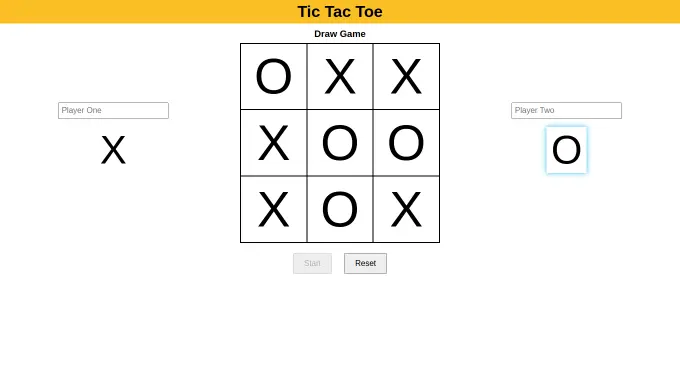 Tic Tac Toe
Draw Game
Player One
X
O X X
X O O
X O X
Player Two
O
Start
Reset